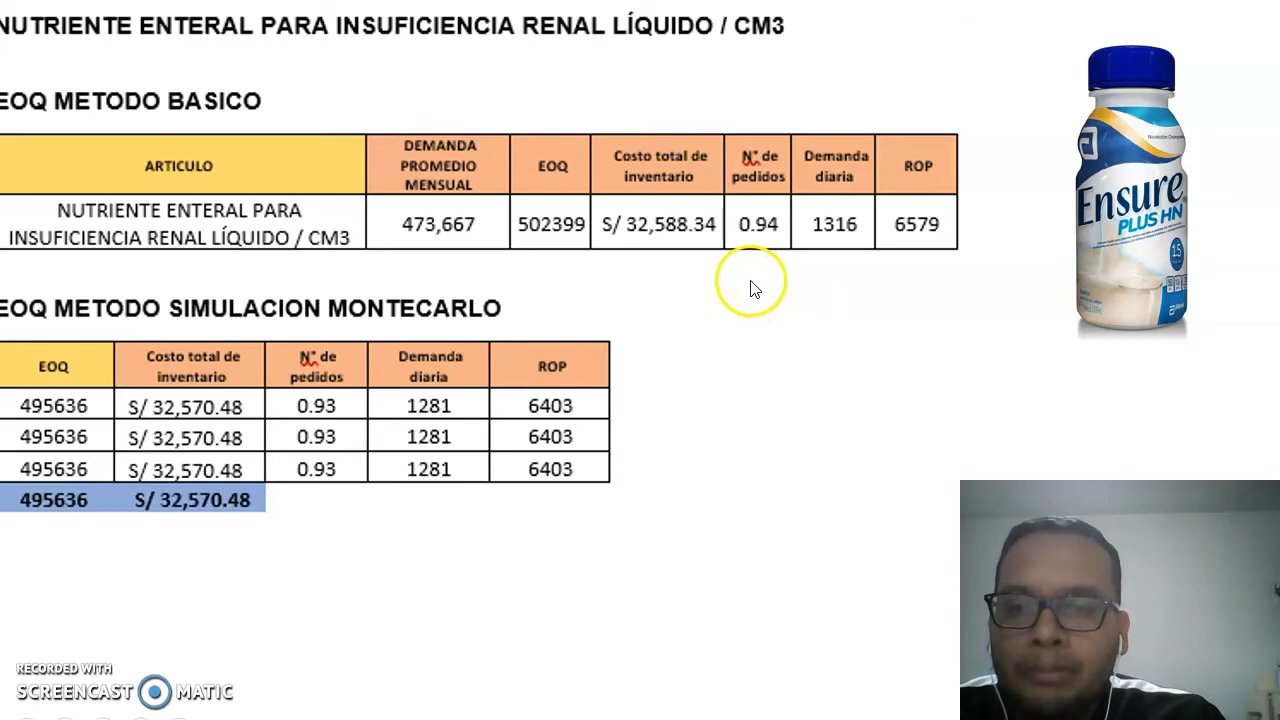 NUTRIENTE ENTERAL PARA INSUFICIENCIA RENAL LÍQUIDO / CM3
EOQ METODO BASICO
ARTICULO DEMANDA PROMEDIO MENSUAL EOQ Costo total de inventario N° de pedidos Demanda diaria ROP
NUTRIENTE ENTERAL PARA INSUFICIENCIA RENAL LÍQUIDO / CM3 473,667 502399 S/ 32,588.34 0.94 1316 6579
EOQ METODO SIMULACION MONTECARLO
EOQ Costo total de inventario N° de pedidos Demanda diaria ROP
495636 S/ 32,570.48 0.93 1281 6403
495636 S/ 32,570.48 0.93 1281 6403
495636 S/ 32,570.48 0.93 1281 6403
495636 S/ 32,570.48
Ensure
PLUS HN
RECORDED WITH
SCREENCAST MATIC